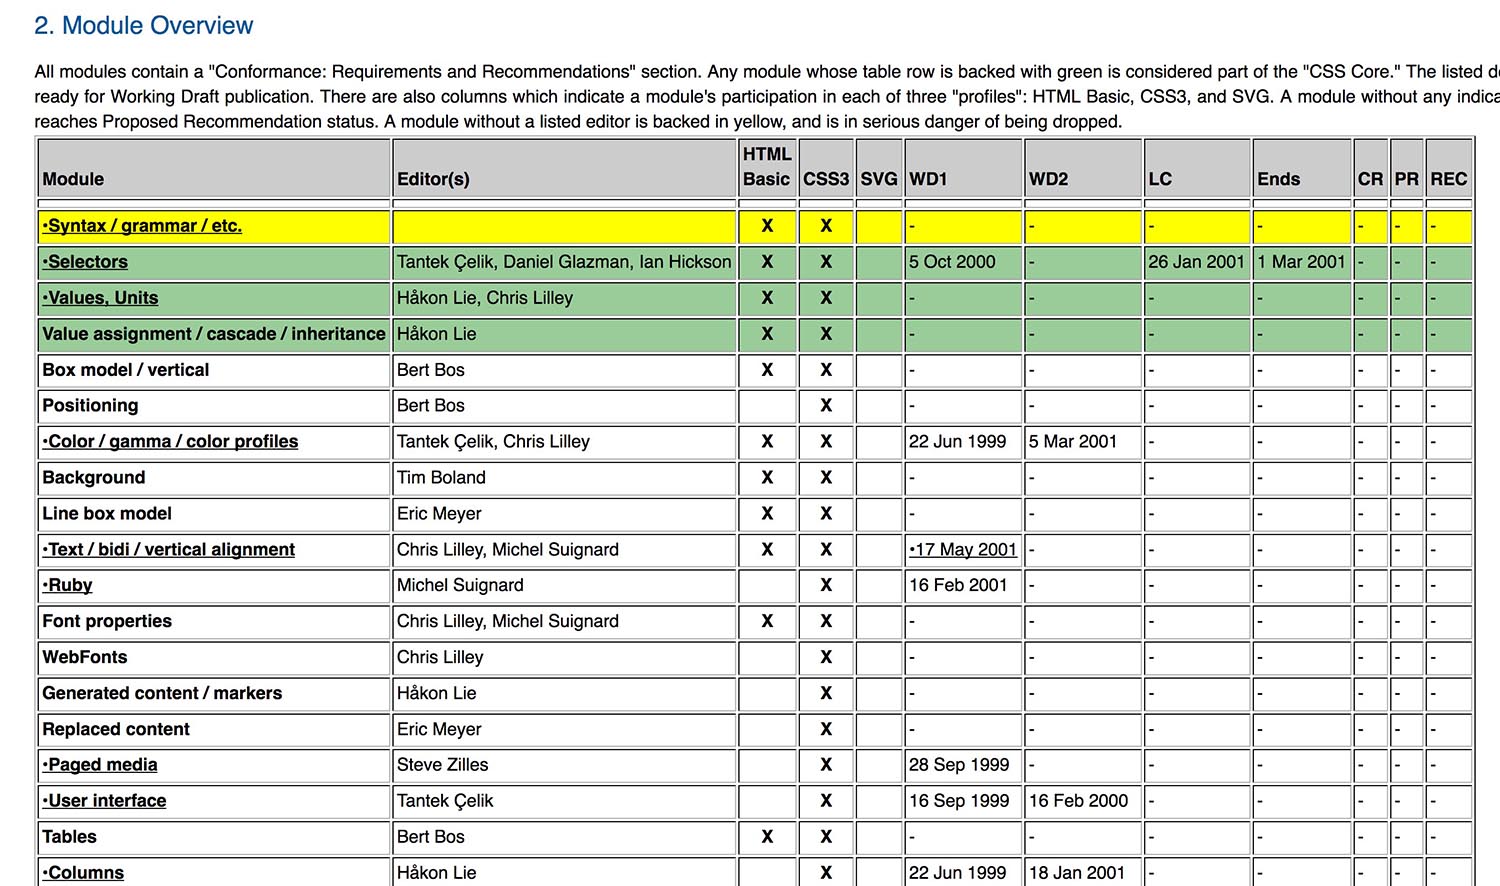 2. Module Overview
All modules contain a "Conformance: Requirements and Recommendations" section. Any module whose table row is backed with green is considered part of the "CSS Core." The listed
ready for Working Draft publication. There are also columns which indicate a module's participation in each of three "profiles": HTML Basic, CSS3, and SVG. A module without any
reaches Proposed Recommendation status. A module without a listed editor is backed in yellow, and is in serious danger of being dropped.
Module Editor(s) HTML Basic CSS3 SVG WD1 WD2 LC Ends CR PR REC
•Syntax / grammar / etc. X X - - - - - - -
•Selectors Tantek Çelik, Daniel Glazman, Ian Hickson X X 5 Oct 2000 - 26 Jan 2001 1 Mar 2001 - - -
•Values, Units Håkon Lie, Chris Lilley X X - - - - - - -
Value assignment / cascade / inheritance Håkon Lie X X - - - - - - -
Box model / vertical Bert Bos X X - - - - - - -
Positioning Bert Bos X - - - - - - -
•Color / gamma / color profiles Tantek Çelik, Chris Lilley X X 22 Jun 1999 5 Mar 2001 - - - - -
Background Tim Boland X X - - - - - - -
Line box model Eric Meyer X X - - - - - - -
•Text / bidi / vertical alignment Chris Lilley, Michel Suignard X X •17 May 2001 - - - - - -
•Ruby Michel Suignard X 16 Feb 2001 - - - - - -
Font properties Chris Lilley, Michel Suignard X X - - - - - - -
WebFonts Chris Lilley X - - - - - - -
Generated content / markers Håkon Lie X - - - - - - -
Replaced content Eric Meyer X - - - - - - -
•Paged media Steve Zilles X 28 Sep 1999 - - - - - -
•User interface Tantek Çelik X 16 Sep 1999 16 Feb 2000 - - - - -
Tables Bert Bos X X - - - - - - -
•Columns Håkon Lie X 22 Jun 1999 18 Jan 2001 - - - - -